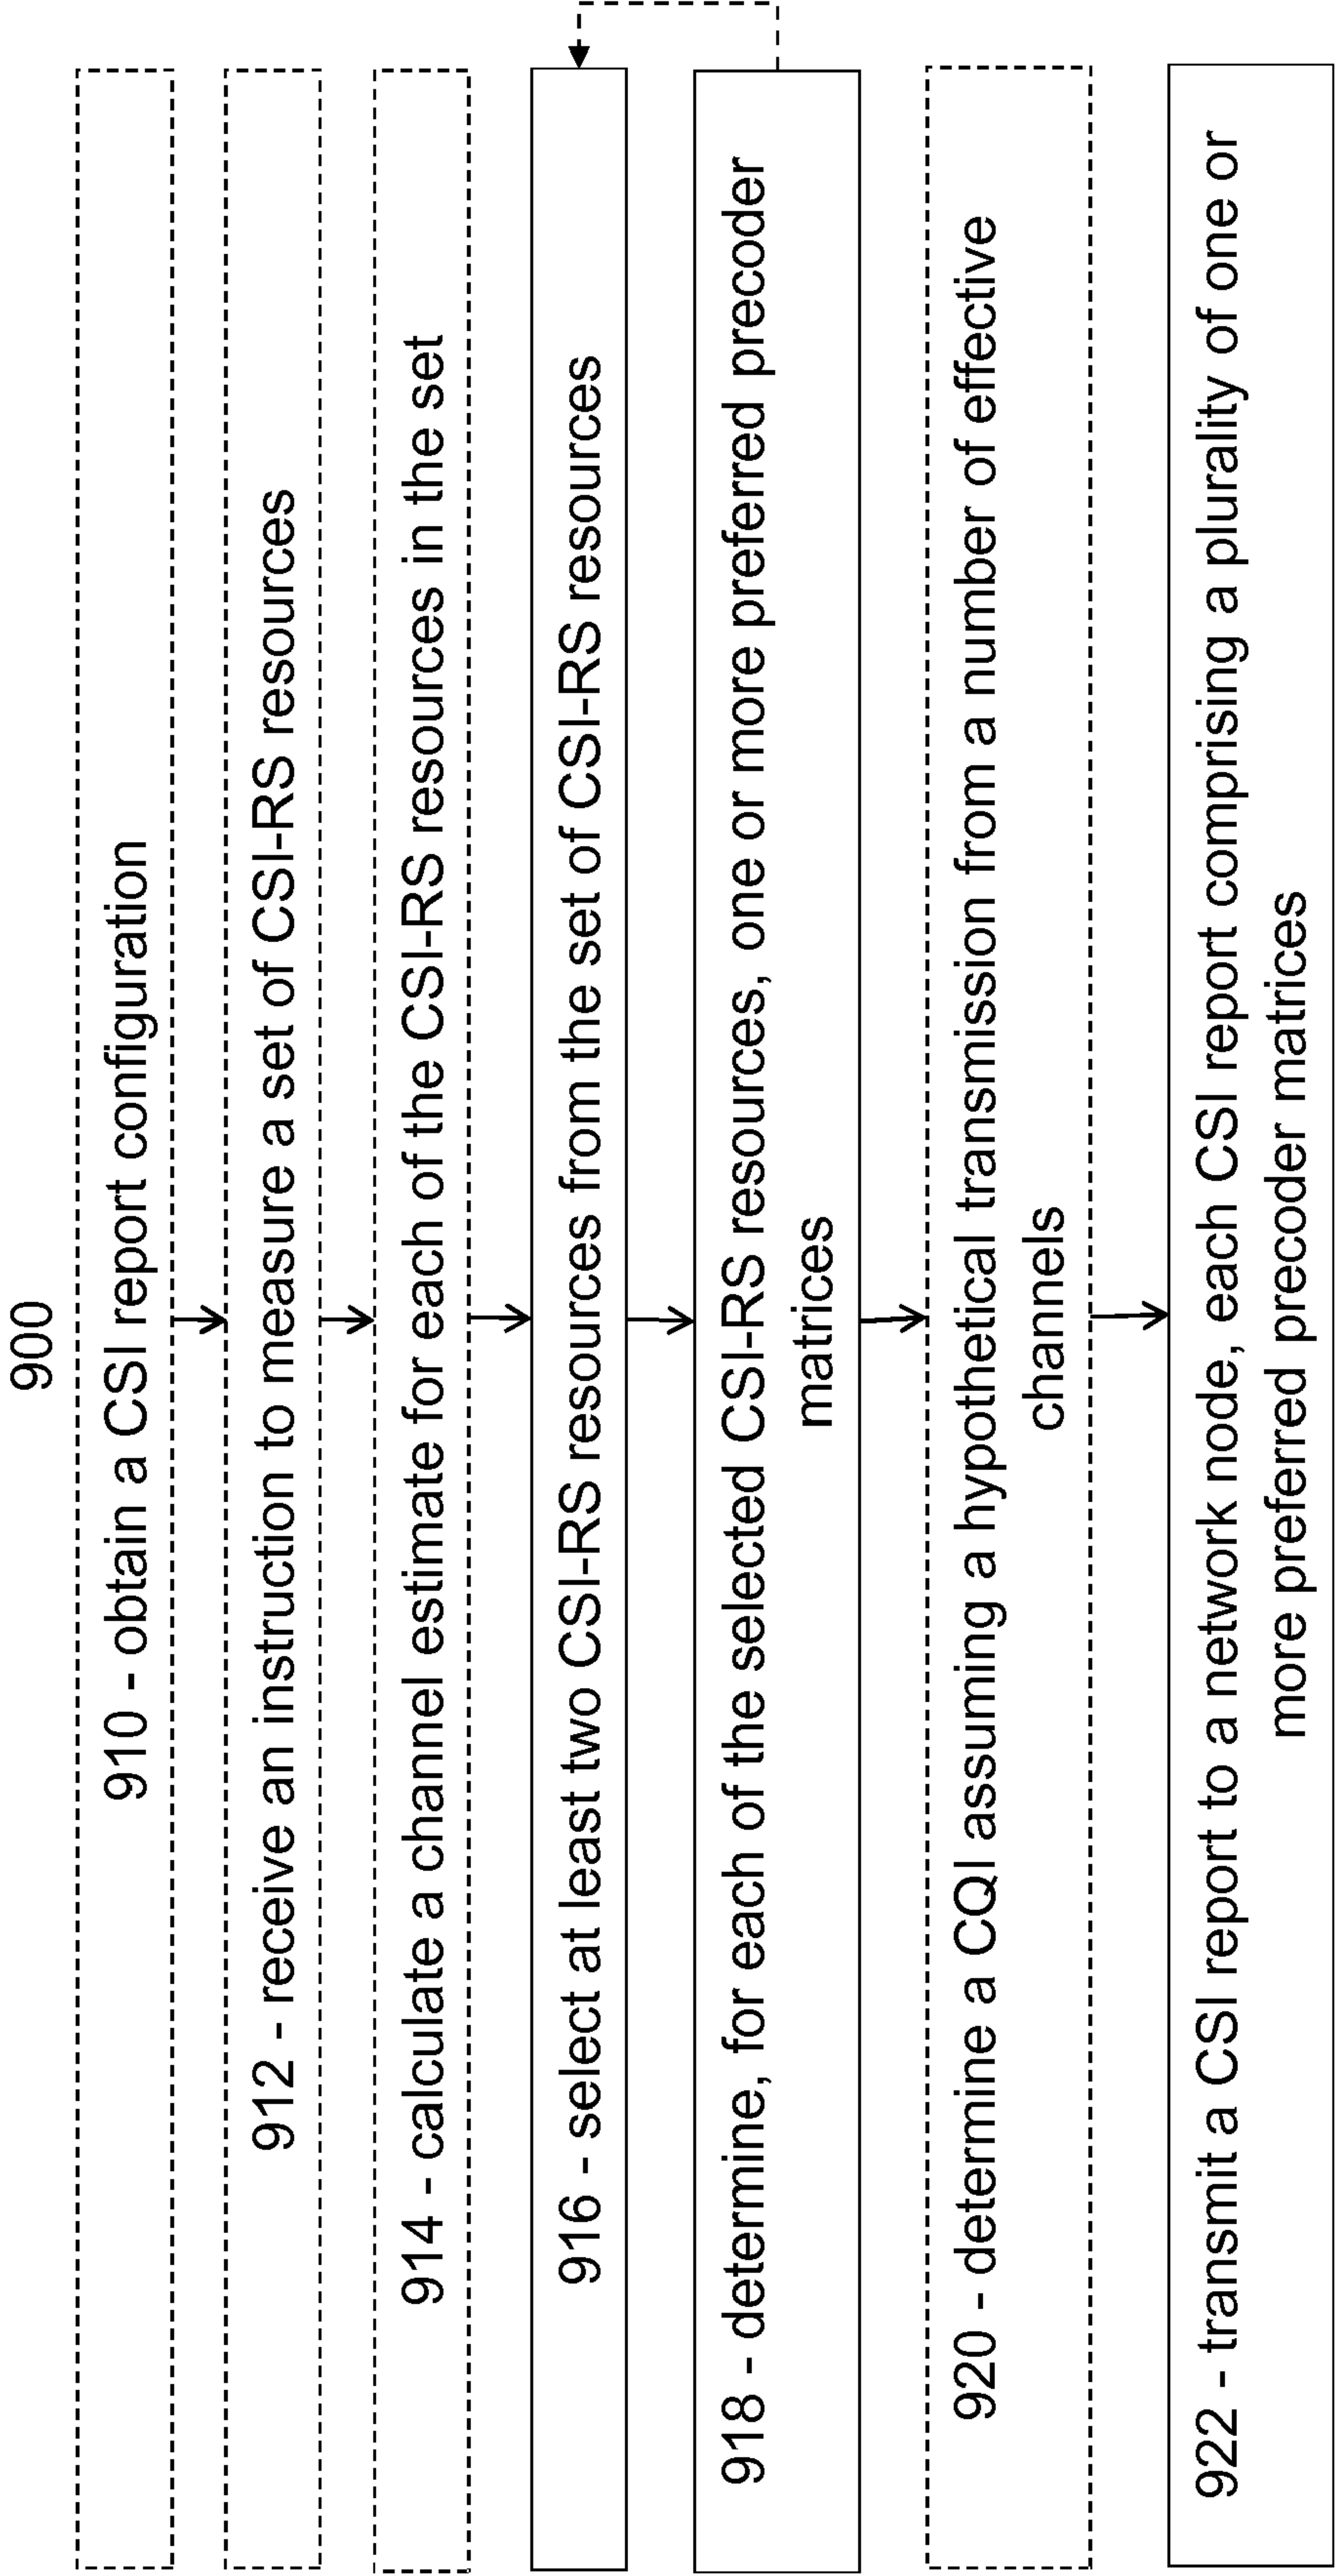 900
910 - obtain a CSI report configuration
912 - receive an instruction to measure a set of CSI-RS resources
914 - calculate a channel estimate for each of the CSI-RS resources in the set
916 - select at least two CSI-RS resources from the set of CSI-RS resources
918 - determine, for each of the selected CSI-RS resources, one or more preferred precoder
matrices
920 - determine a CQI assuming a hypothetical transmission from a number of effective
channels
922 - transmit a CSI report to a network node, each CSI report comprising a plurality of one or
more preferred precoder matrices